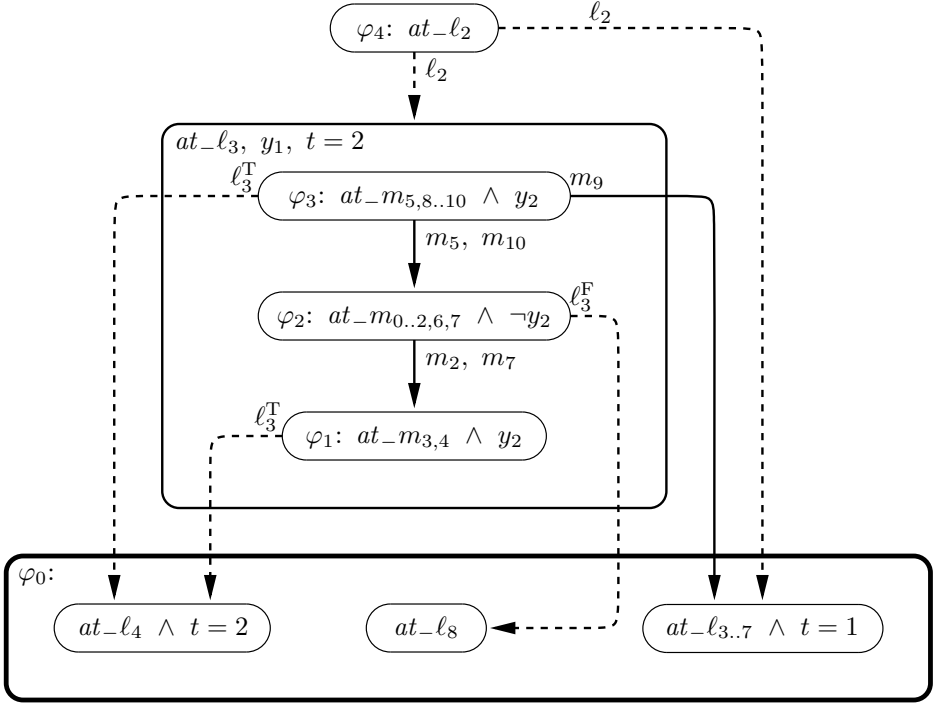 φ₄: at_ℓ₂
ℓ₂
ℓ₂
at_ℓ₃, y₁, t = 2
ℓ₃ᵀ
φ₃: at_m₅,₈..₁₀ ∧ y₂
m₉
m₅, m₁₀
φ₂: at_m₀..₂,₆,₇ ∧ ¬y₂
ℓ₃F
m₂, m₇
ℓ₃ᵀ
φ₁: at_m₃,₄ ∧ y₂
φ₀:
at_ℓ₄ ∧ t = 2
at_ℓ₈
at_ℓ₃..₇ ∧ t = 1